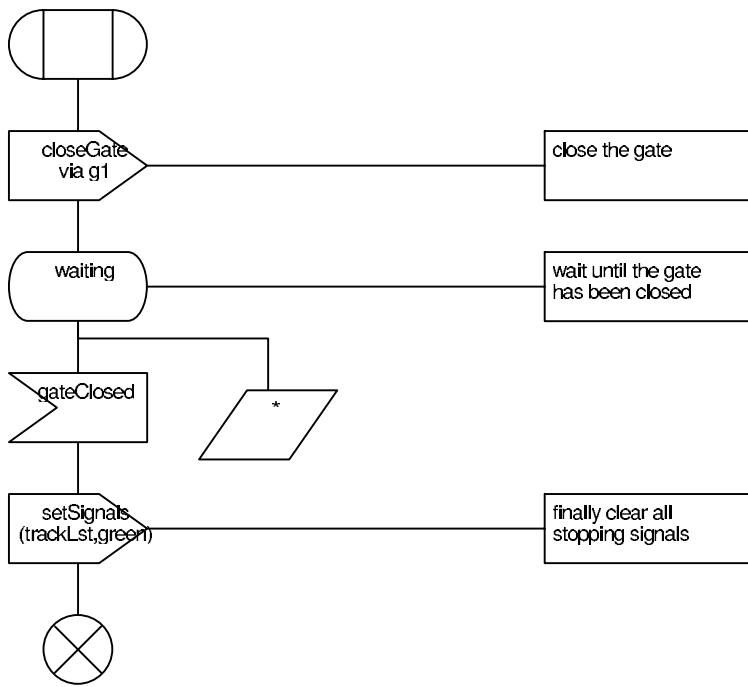 closeGate
via g1
close the gate
waiting
wait until the gate
has been closed
gateClosed
*
setSignals
(trackLst,green)
finally clear all
stopping signals